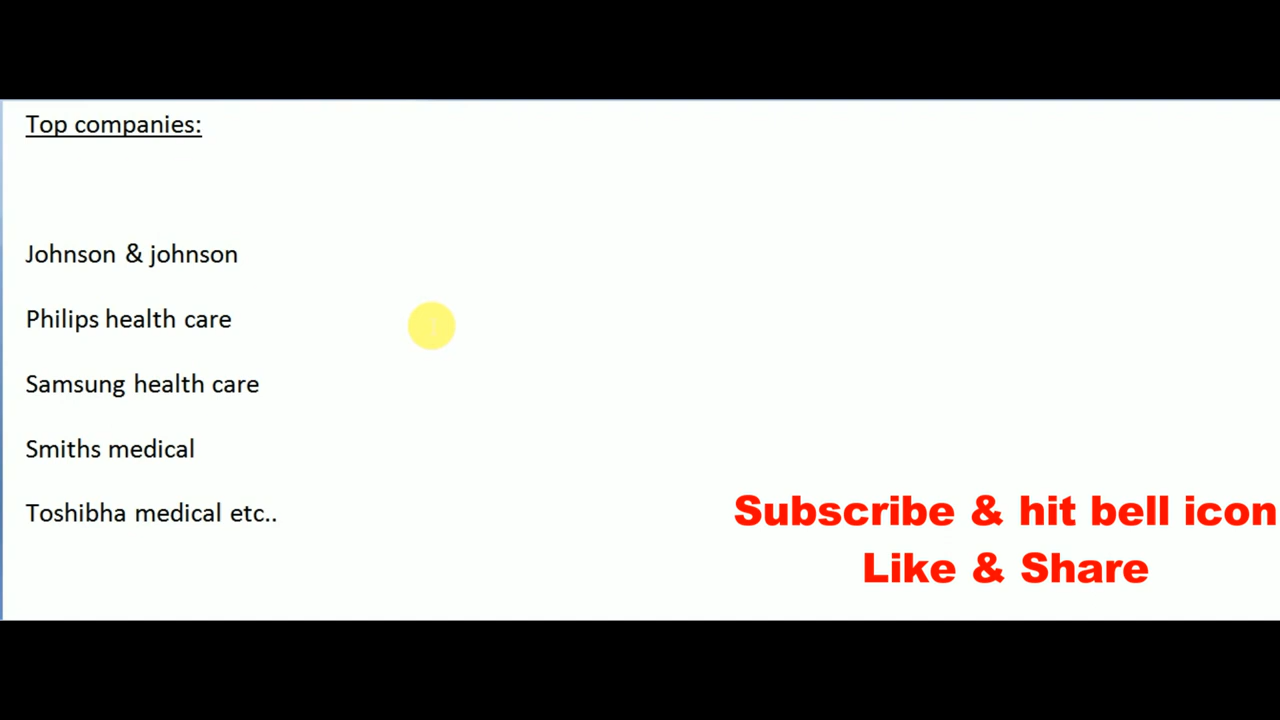 Top companies:
Johnson & johnson
Philips health care
Samsung health care
Smiths medical
Toshibha medical etc..
Subscribe & hit bell icon
Like & Share